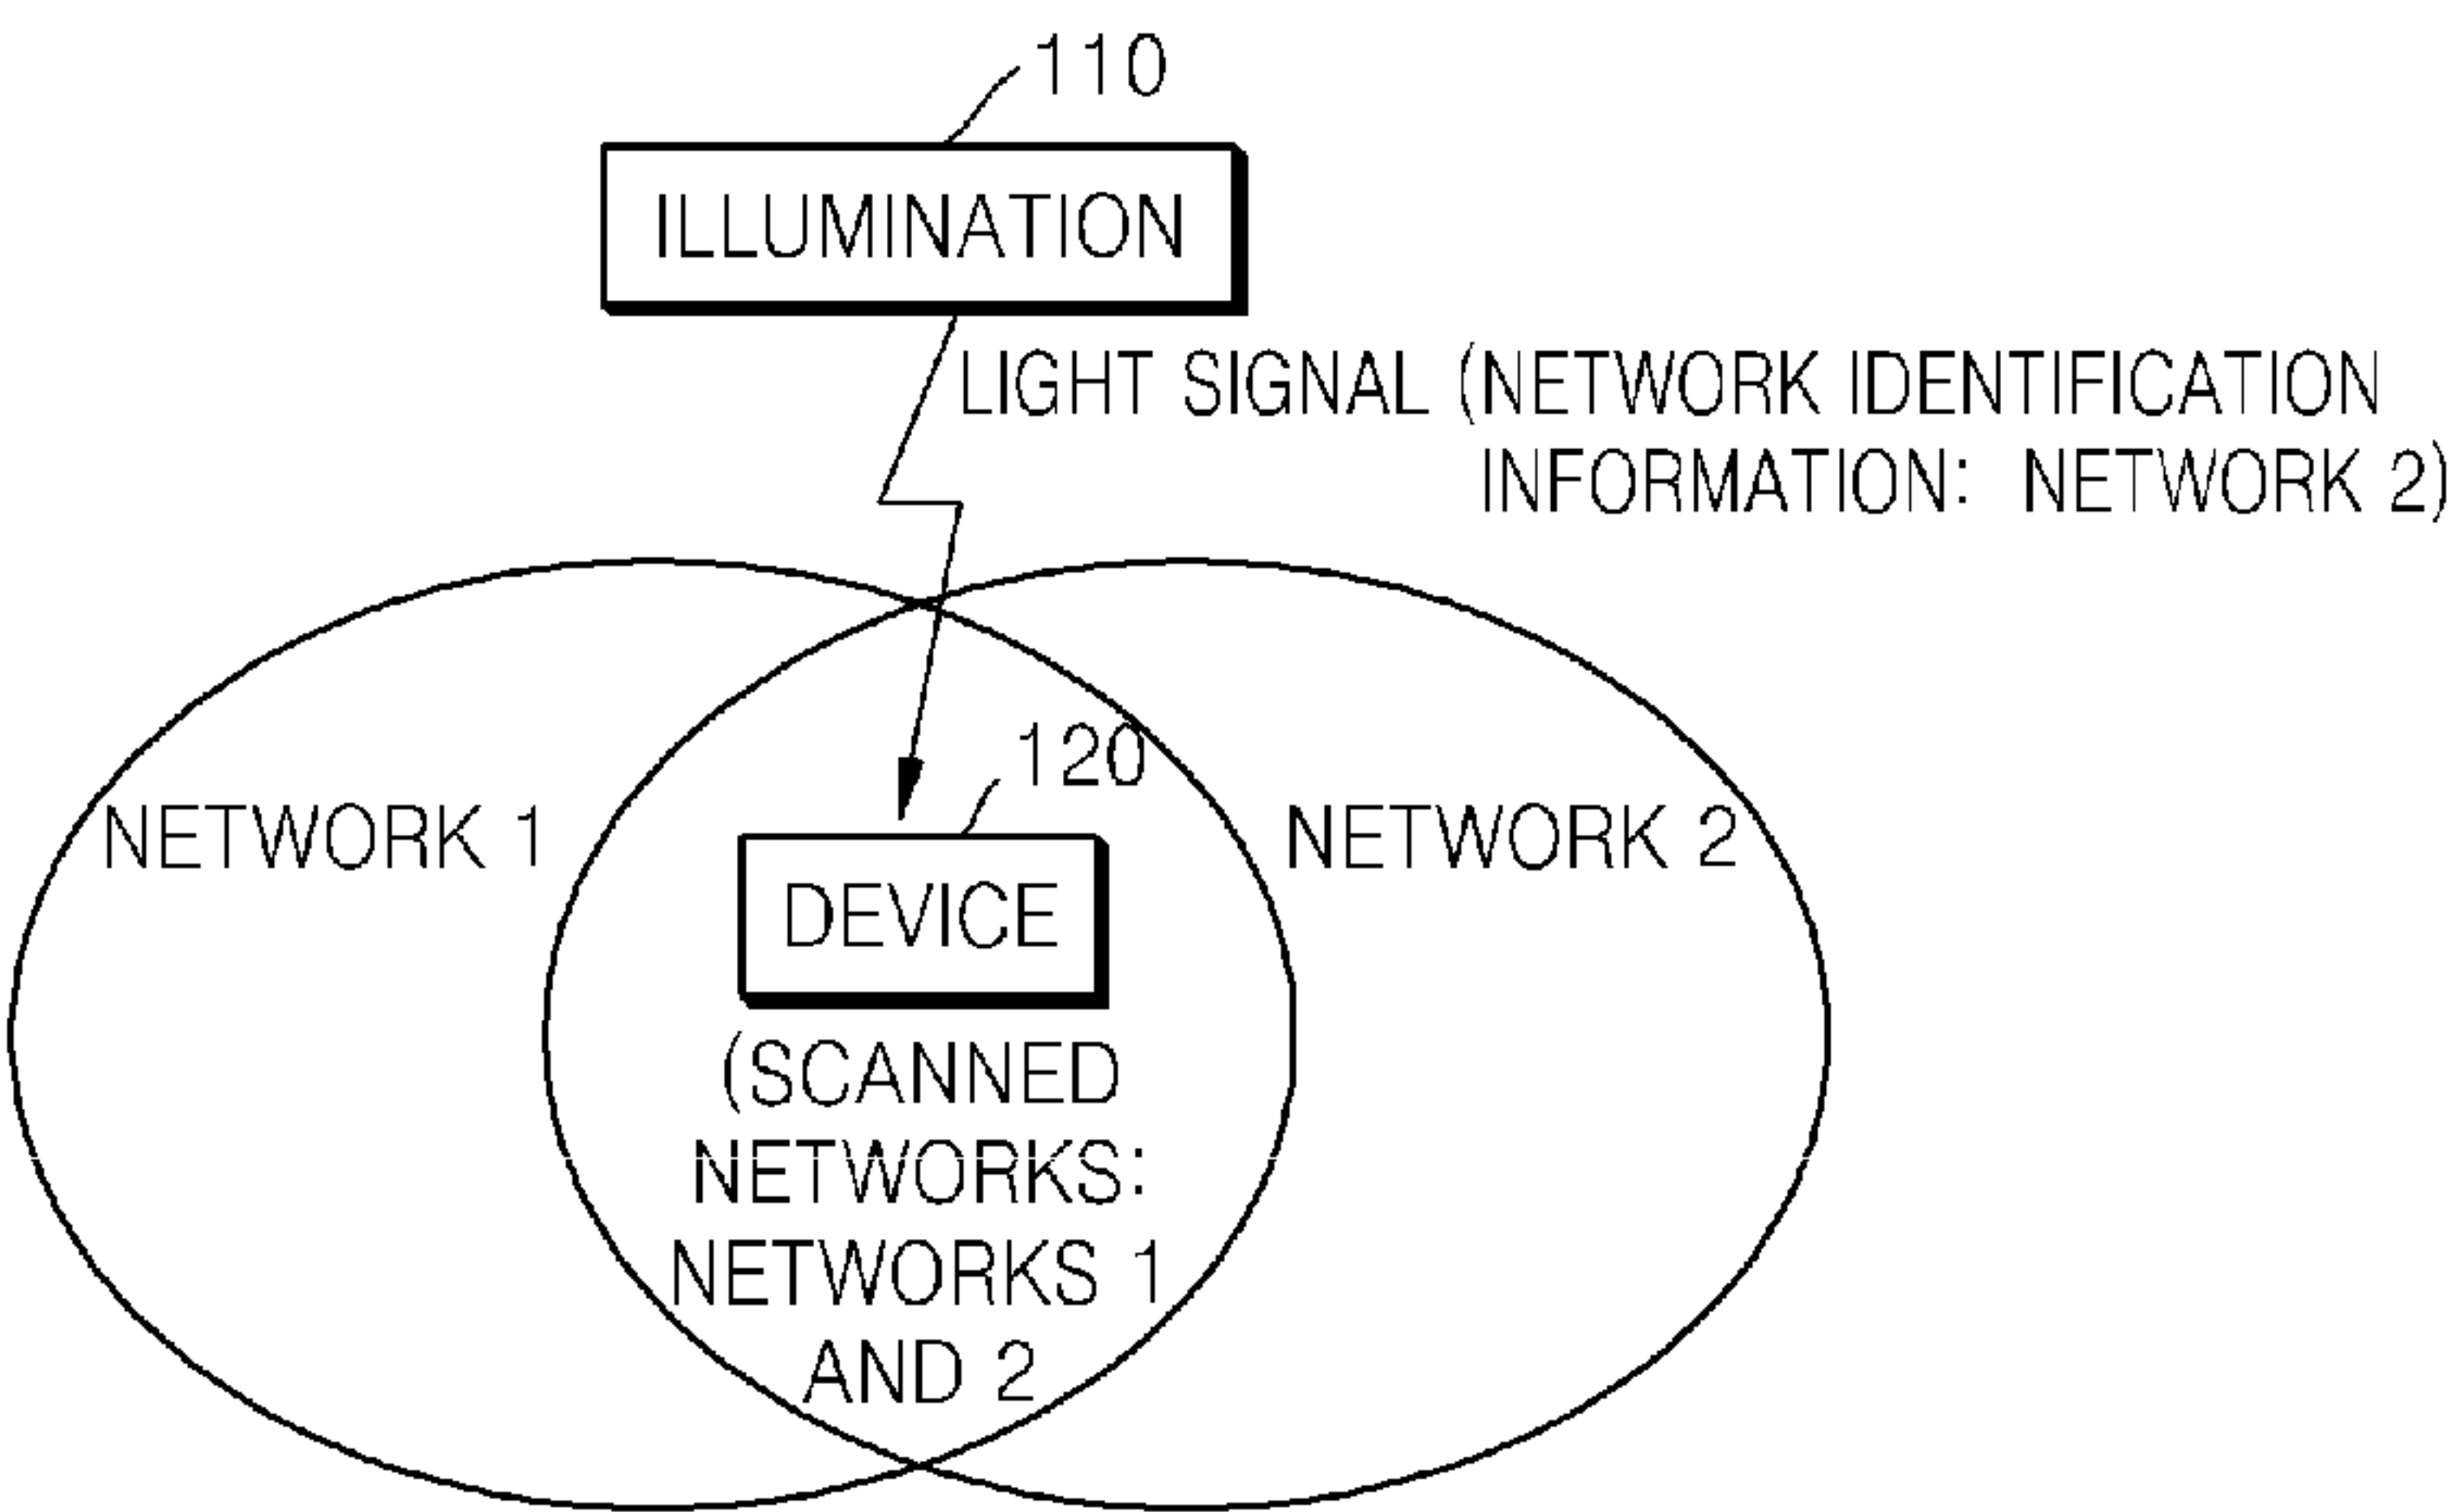 110
ILLUMINATION
LIGHT SIGNAL (NETWORK IDENTIFICATION
INFORMATION: NETWORK 2)
120
NETWORK 1
NETWORK 2
DEVICE
(SCANNED
NETWORKS:
NETWORKS 1
AND 2